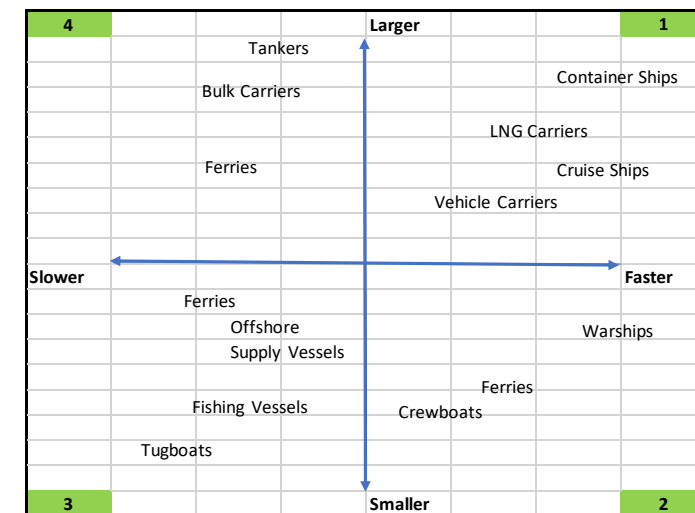 4 Larger 1
Tankers
Container Ships
Bulk Carriers
LNG Carriers
Ferries Cruise Ships
Vehicle Carriers
Slower Faster
Ferries
Offshore Warships
Supply Vessels
Ferries
Fishing Vessels Crewboats
Tugboats
3 Smaller 2